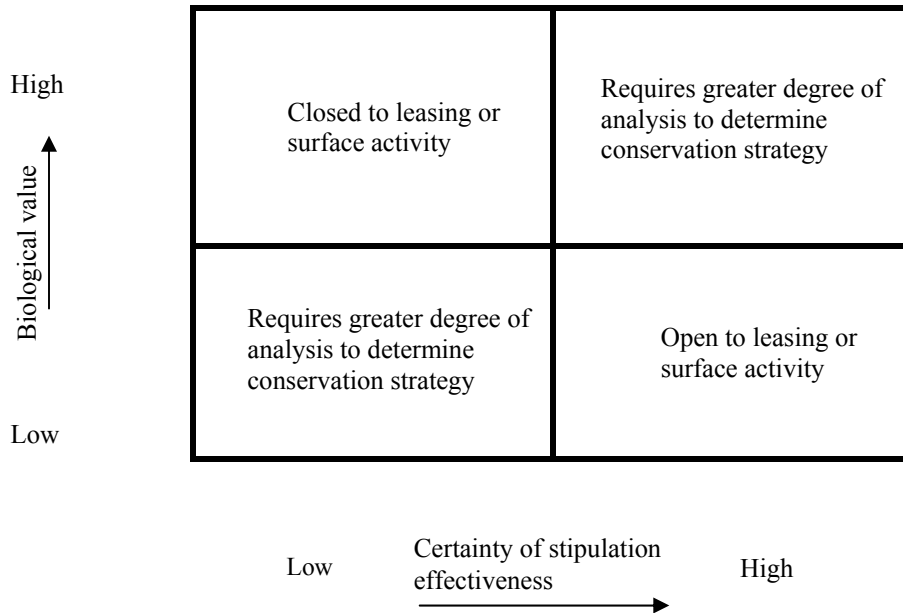 High
Biological value
Low
Closed to leasing or
surface activity
Requires greater degree of
analysis to determine
conservation strategy
Requires greater degree of
analysis to determine
conservation strategy
Open to leasing or
surface activity
Low
Certainty of stipulation
effectiveness
High